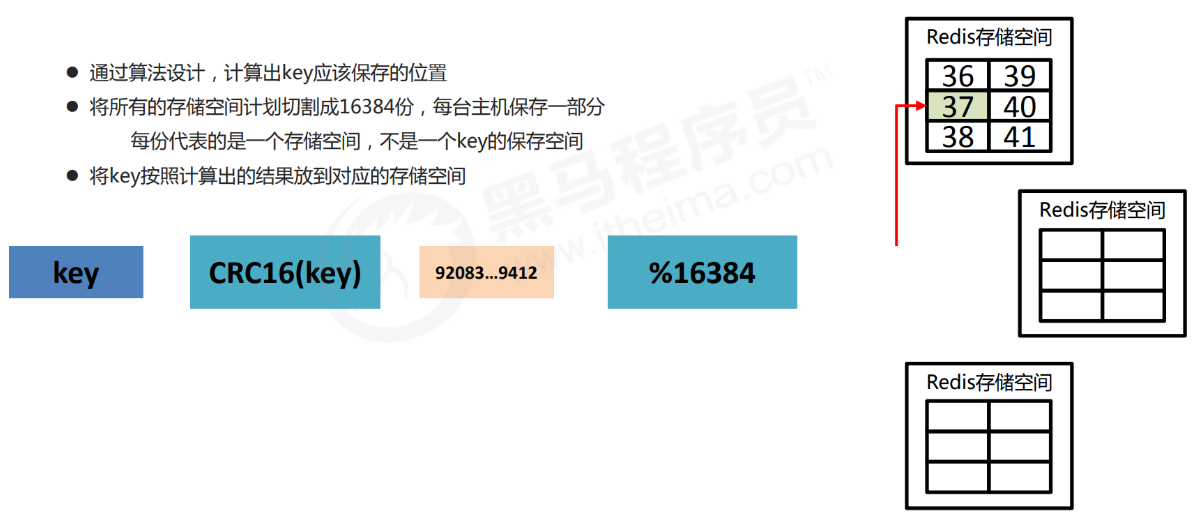 ● 通过算法设计，计算出key应该保存的位置
● 将所有的存储空间计划切割成16384份，每台主机保存一部分
每份代表的是一个存储空间，不是一个key的保存空间
● 将key按照计算出的结果放到对应的存储空间
key
CRC16(key)
92083...9412
%16384
Redis存储空间
36 39
37 40
38 41
Redis存储空间
Redis存储空间
黑马程序员™
www.itheima.com